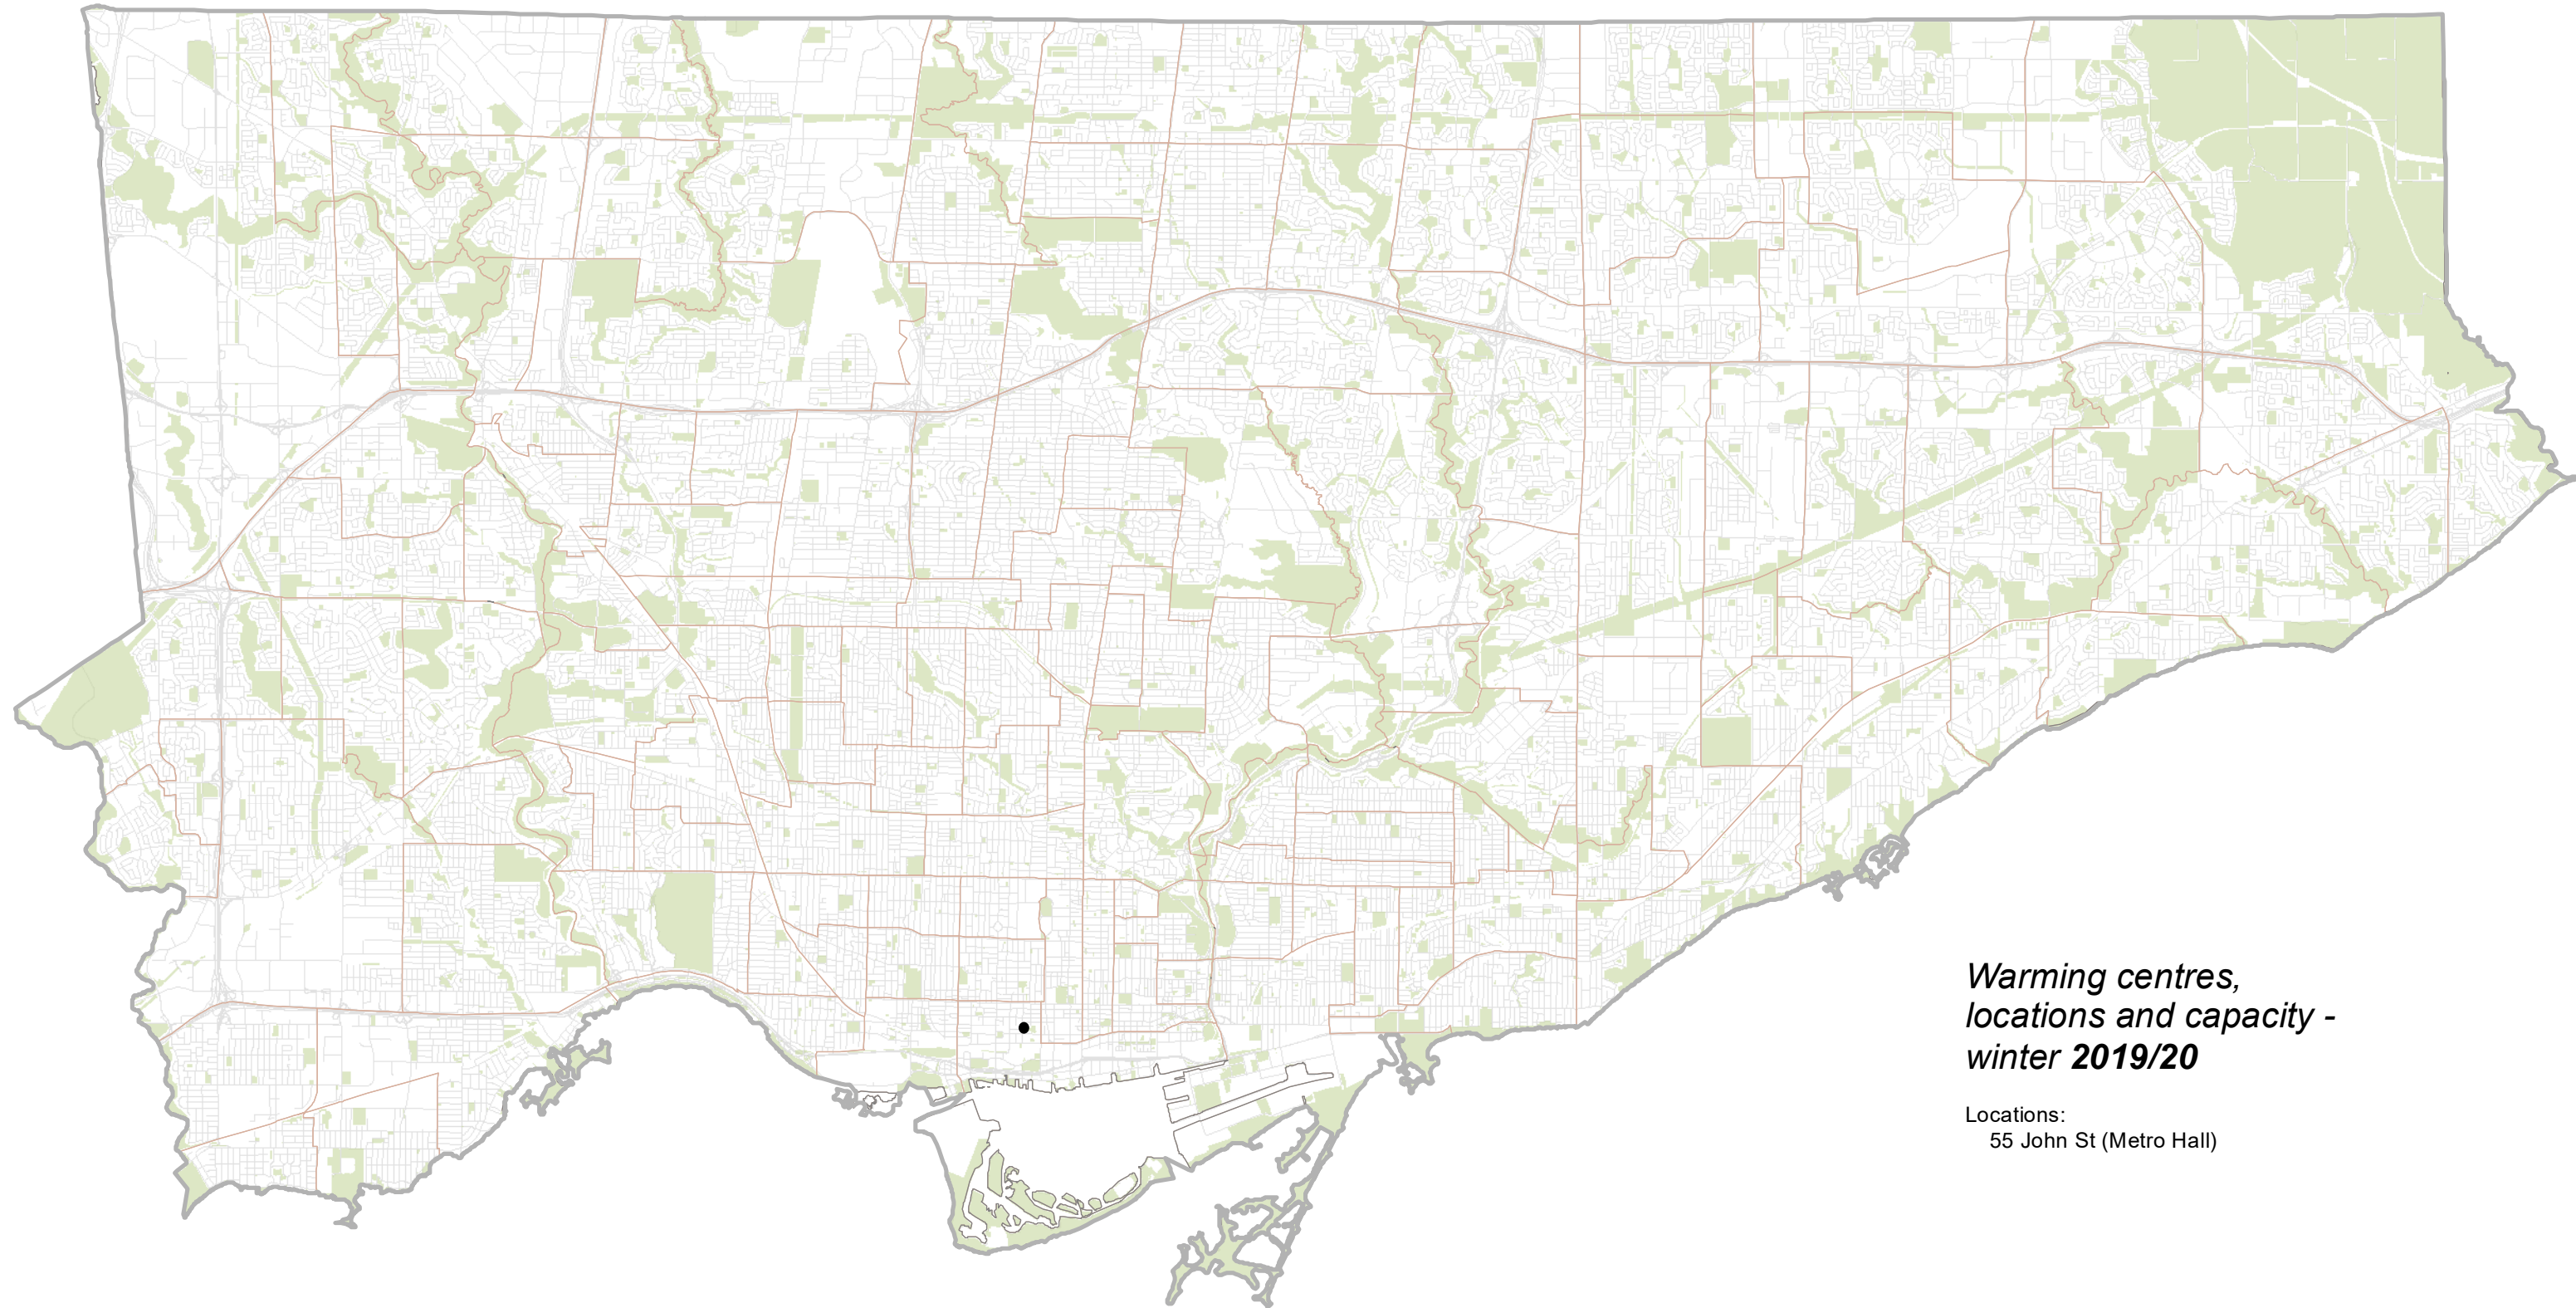 Warming centres,
locations and capacity -
winter 2019/20
Locations:
55 John St (Metro Hall)